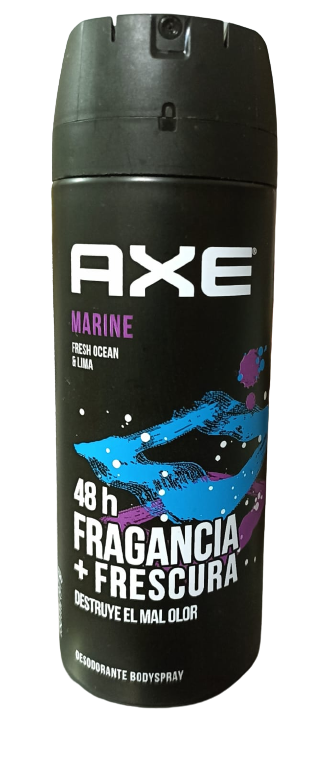 AXE®
MARINE
FRESH OCEAN
& LIMA
48 h
FRAGANCIA
+ FRESCURA
DESTRUYE EL MAL OLOR
DESODORANTE BODYSPRAY